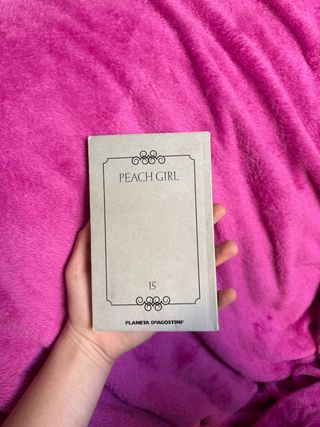 PEACH GIRL
15
PLANETA DeAGOSTINI